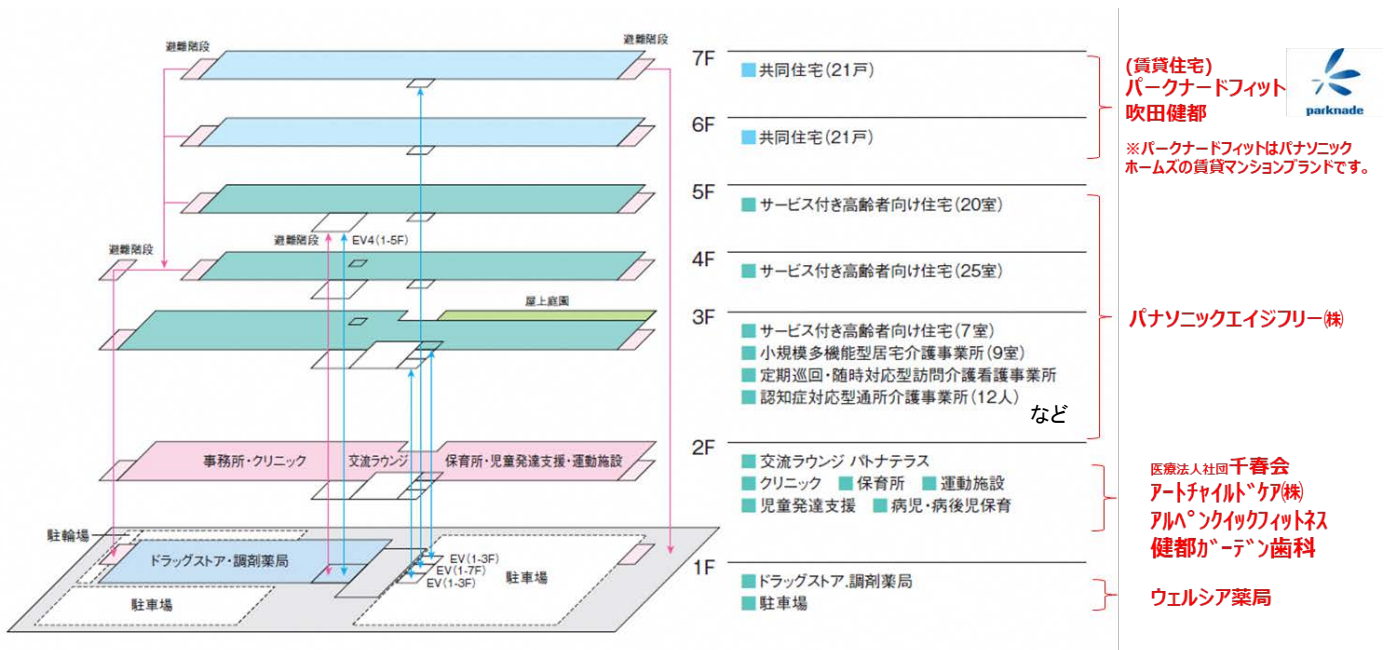 避難階段
避難階段
避難階段
避難階段
EV4(1-5F)
屋上庭園
事務所・クリニック
交流ラウンジ
保育所・児童発達支援・運動施設
駐輪場
ドラッグストア・調剤薬局
EV(1-3F)
EV(1-7F)
EV(1-3F)
駐車場
駐車場
7F
共同住宅(21戸)
6F
共同住宅(21戸)
5F
サービス付き高齢者向け住宅(20室)
4F
サービス付き高齢者向け住宅(25室)
3F
サービス付き高齢者向け住宅(7室)
小規模多機能型居宅介護事業所(9室)
定期巡回・随時対応型訪問介護看護事業所
認知症対応型通所介護事業所(12人)
など
2F
交流ラウンジ パトナテラス
クリニック 保育所 運動施設
児童発達支援 病児・病後児保育
1F
ドラッグストア.調剤薬局
駐車場
(賃貸住宅)
パークナードフィット
吹田健都
parknade
※パークナードフィットはパナソニック
ホームズの賃貸マンションブランドです。
パナソニックエイジフリー㈱
医療法人社団千春会
アートチャイルドケア㈱
アルペンクイックフィットネス
健都ガーデン歯科
ウェルシア薬局